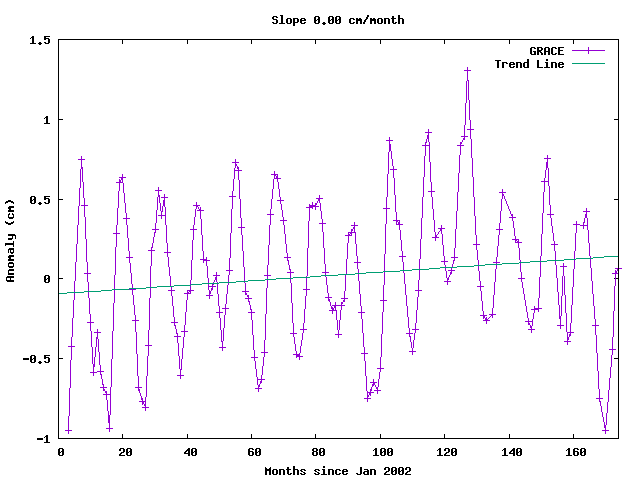 Slope 0.00 cm/month
GRACE
Trend Line
1.5
1
0.5
0
-0.5
-1
Anomaly (cm)
0 20 40 60 80 100 120 140 160
Months since Jan 2002